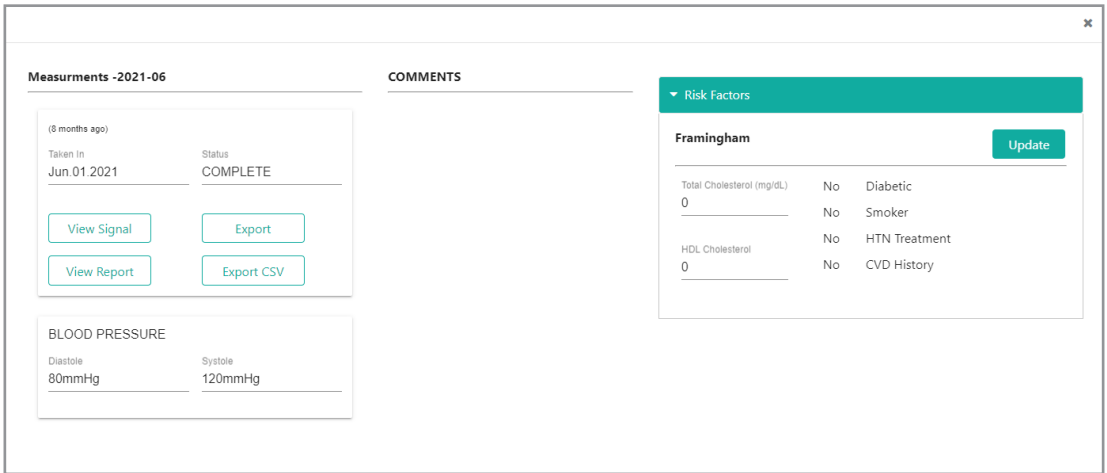 ×
Measurments -2021-06
(8 months ago)
Taken In Status
Jun.01.2021 COMPLETE
View Signal Export
View Report Export CSV
BLOOD PRESSURE
Diastole Systole
80mmHg 120mmHg
COMMENTS
Risk Factors
Framingham
Update
Total Cholesterol (mg/dL)
0
HDL Cholesterol
0
No Diabetic
No Smoker
No HTN Treatment
No CVD History